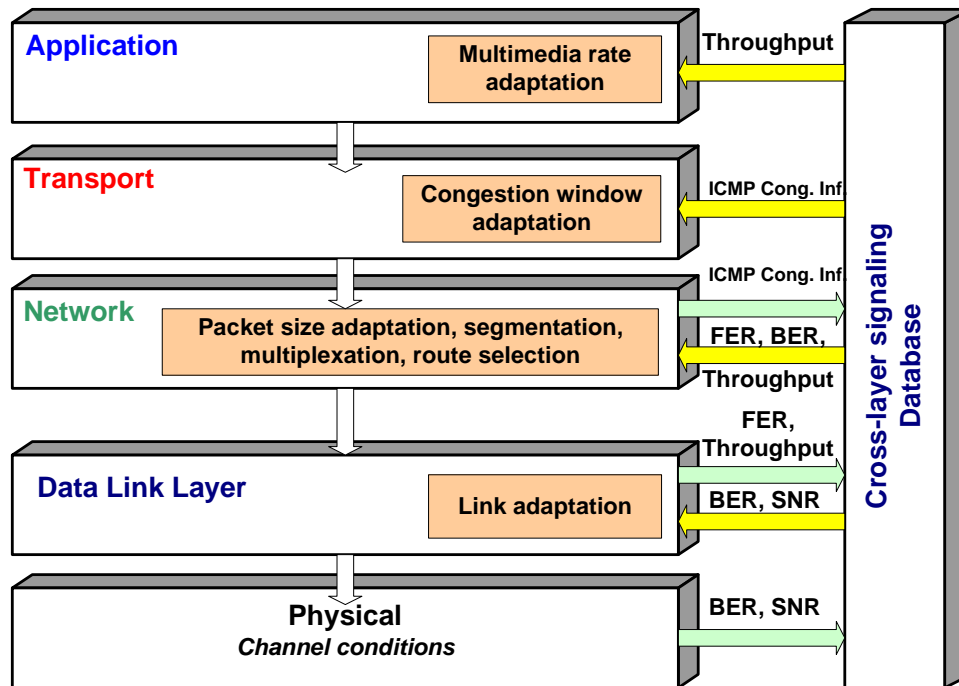 Application
Multimedia rate
adaptation
Throughput
Transport
Congestion window
adaptation
ICMP Cong. Inf.
Network
Packet size adaptation, segmentation,
multiplexation, route selection
ICMP Cong. Inf.
FER, BER,
Throughput
Data Link Layer
Link adaptation
FER,
Throughput
BER, SNR
Physical
Channel conditions
BER, SNR
Cross-layer signaling
Database